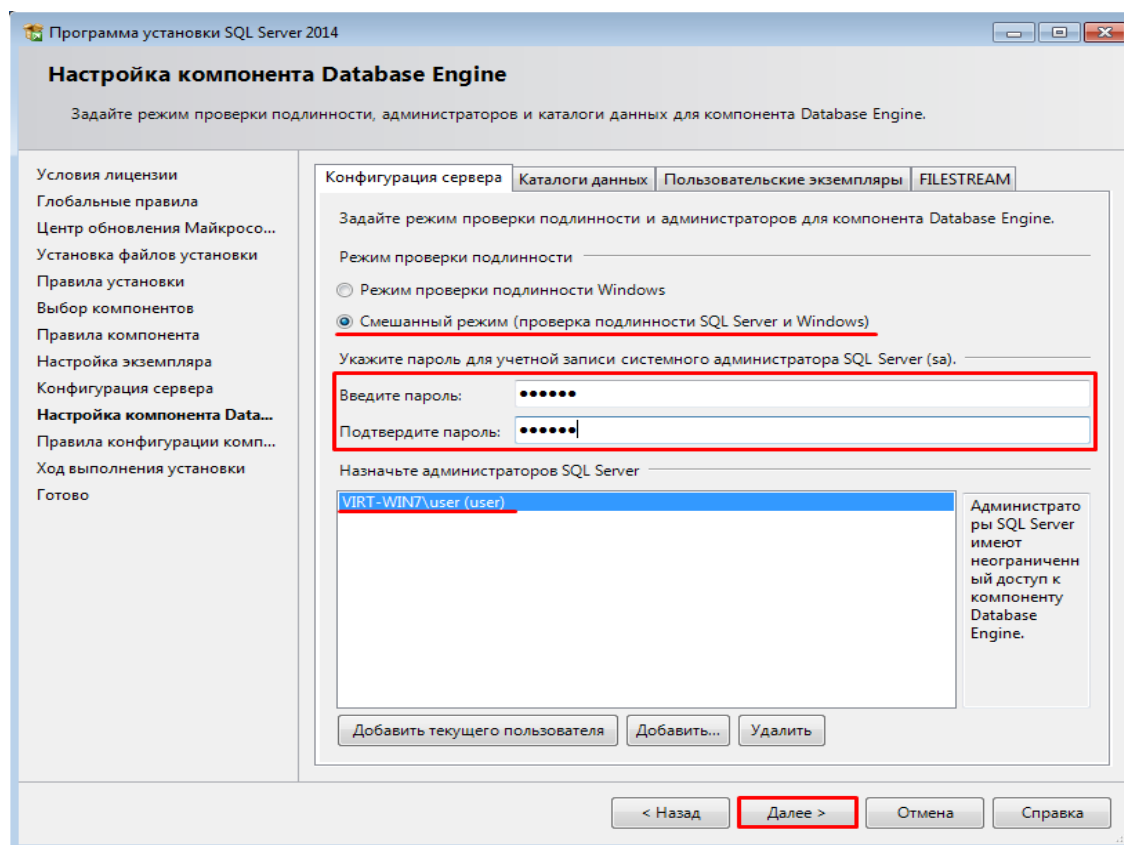 Программа установки SQL Server 2014
Настройка компонента Database Engine
Задайте режим проверки подлинности, администраторов и каталоги данных для компонента Database Engine.
Условия лицензии
Глобальные правила
Центр обновления Майкросо...
Установка файлов установки
Правила установки
Выбор компонентов
Правила компонента
Настройка экземпляра
Конфигурация сервера
Настройка компонента Data...
Правила конфигурации комп...
Ход выполнения установки
Готово
Конфигурация сервера Каталоги данных Пользовательские экземпляры FILESTREAM
Задайте режим проверки подлинности и администраторов для компонента Database Engine.
Режим проверки подлинности
Режим проверки подлинности Windows
Смешанный режим (проверка подлинности SQL Server и Windows)
Укажите пароль для учетной записи системного администратора SQL Server (sa).
Введите пароль: ●●●●●●
Подтвердите пароль: ●●●●●●
Назначьте администраторов SQL Server
VIRT-WIN7\user (user)
Администрато
ры SQL Server
имеют
неограниченн
ый доступ к
компоненту
Database
Engine.
Добавить текущего пользователя Добавить... Удалить
< Назад Далее > Отмена Справка